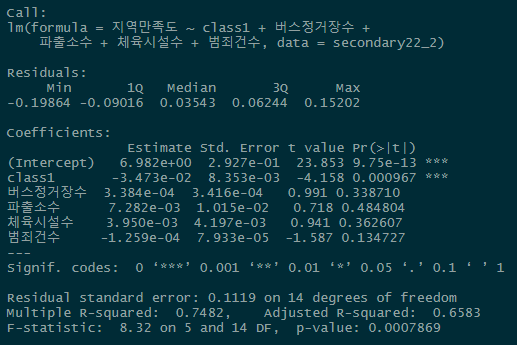 Call:
lm(formula = 지역만족도 ~ class1 + 버스정거장수 +
    파출소수 + 체육시설수 + 범죄건수, data = secondary22_2)

Residuals:
     Min       1Q   Median       3Q      Max
-0.19864 -0.09016  0.03543  0.06244  0.15202

Coefficients:
               Estimate Std. Error t value Pr(>|t|)
(Intercept)   6.982e+00  2.927e-01  23.853 9.75e-13 ***
class1       -3.473e-02  8.353e-03  -4.158 0.000967 ***
버스정거장수  3.384e-04  3.416e-04   0.991 0.338710
파출소수      7.282e-03  1.015e-02   0.718 0.484804
체육시설수    3.950e-03  4.197e-03   0.941 0.362607
범죄건수     -1.259e-04  7.933e-05  -1.587 0.134727
---
Signif. codes:  0 ‘***’ 0.001 ‘**’ 0.01 ‘*’ 0.05 ‘.’ 0.1 ‘ ’ 1

Residual standard error: 0.1119 on 14 degrees of freedom
Multiple R-squared:  0.7482,    Adjusted R-squared:  0.6583
F-statistic:  8.32 on 5 and 14 DF,  p-value: 0.0007869